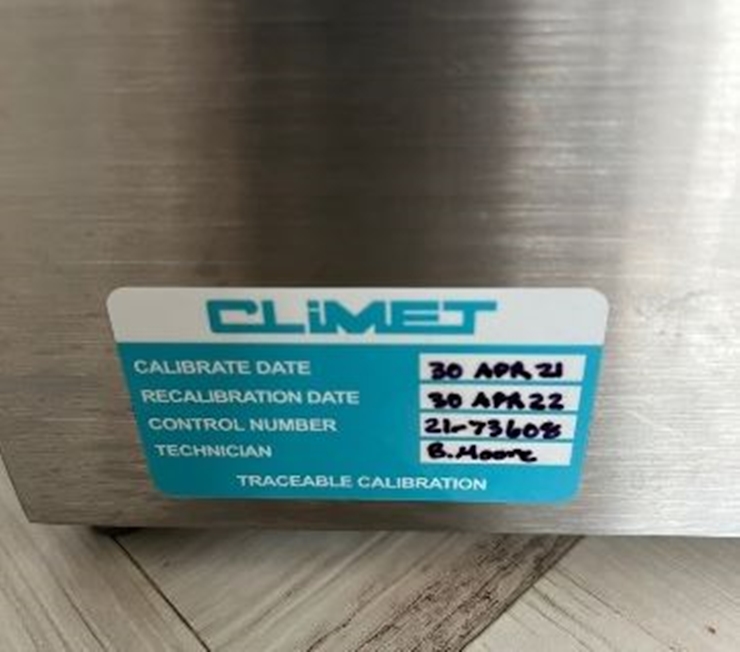 CLiMET
CALIBRATE DATE 30 APR 21
RECALIBRATION DATE 30 APR 22
CONTROL NUMBER 21-73608
TECHNICIAN B. Moore
TRACEABLE CALIBRATION